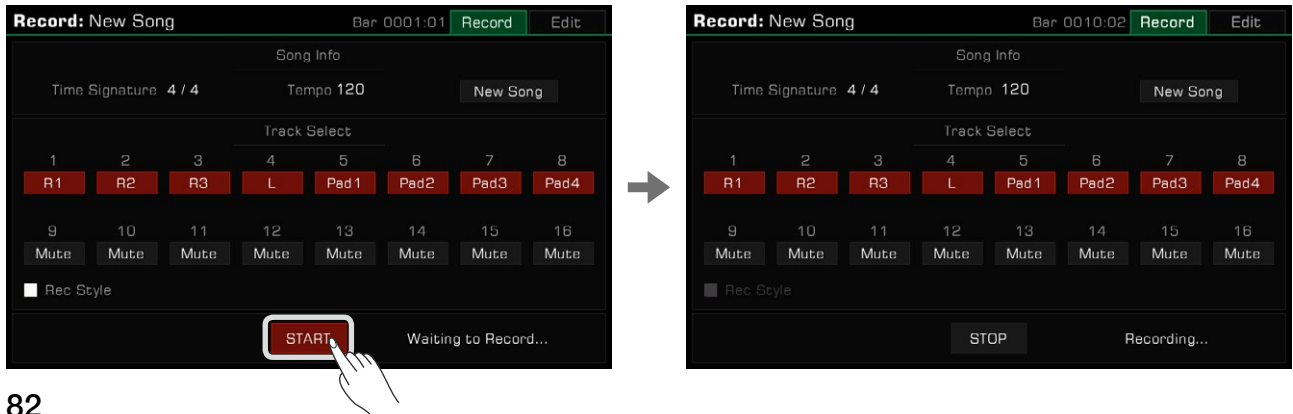 Record: New Song Bar 0001:01 Record Edit
Song Info
Time Signature 4 / 4 Tempo 120 New Song
Track Select
1 2 3 4 5 6 7 8
R1 R2 R3 L Pad1 Pad2 Pad3 Pad4
9 10 11 12 13 14 15 16
Mute Mute Mute Mute Mute Mute Mute Mute
Rec Style
START Waiting to Record...
Record: New Song Bar 0010:02 Record Edit
Song Info
Time Signature 4 / 4 Tempo 120 New Song
Track Select
1 2 3 4 5 6 7 8
R1 R2 R3 L Pad1 Pad2 Pad3 Pad4
9 10 11 12 13 14 15 16
Mute Mute Mute Mute Mute Mute Mute Mute
Rec Style
STOP Recording...
82